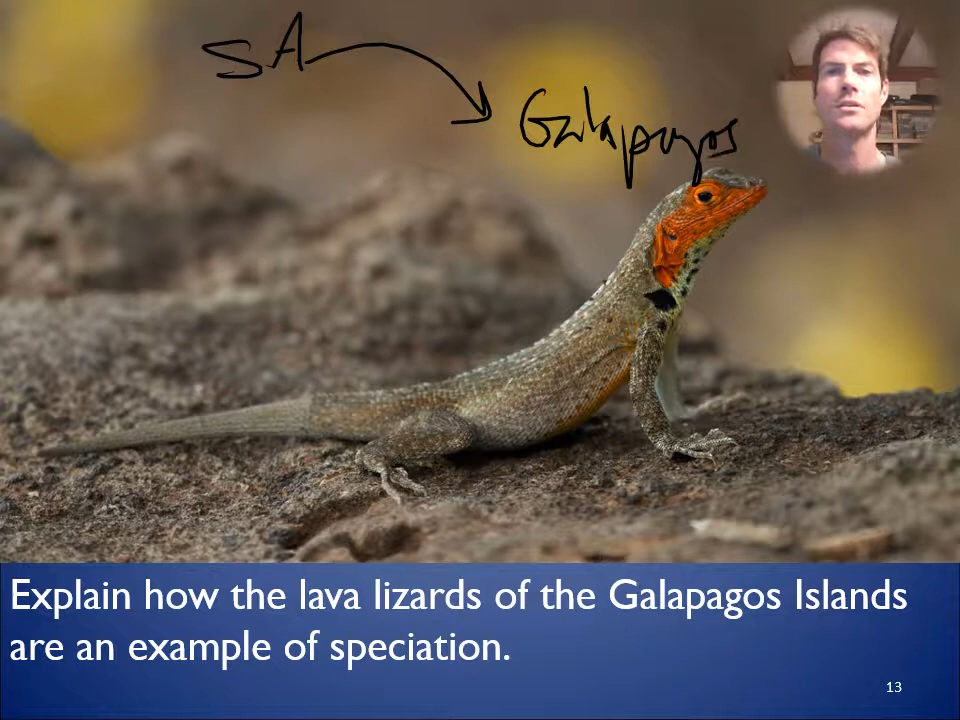 SA
Galapagos
Explain how the lava lizards of the Galapagos Islands
are an example of speciation.
13